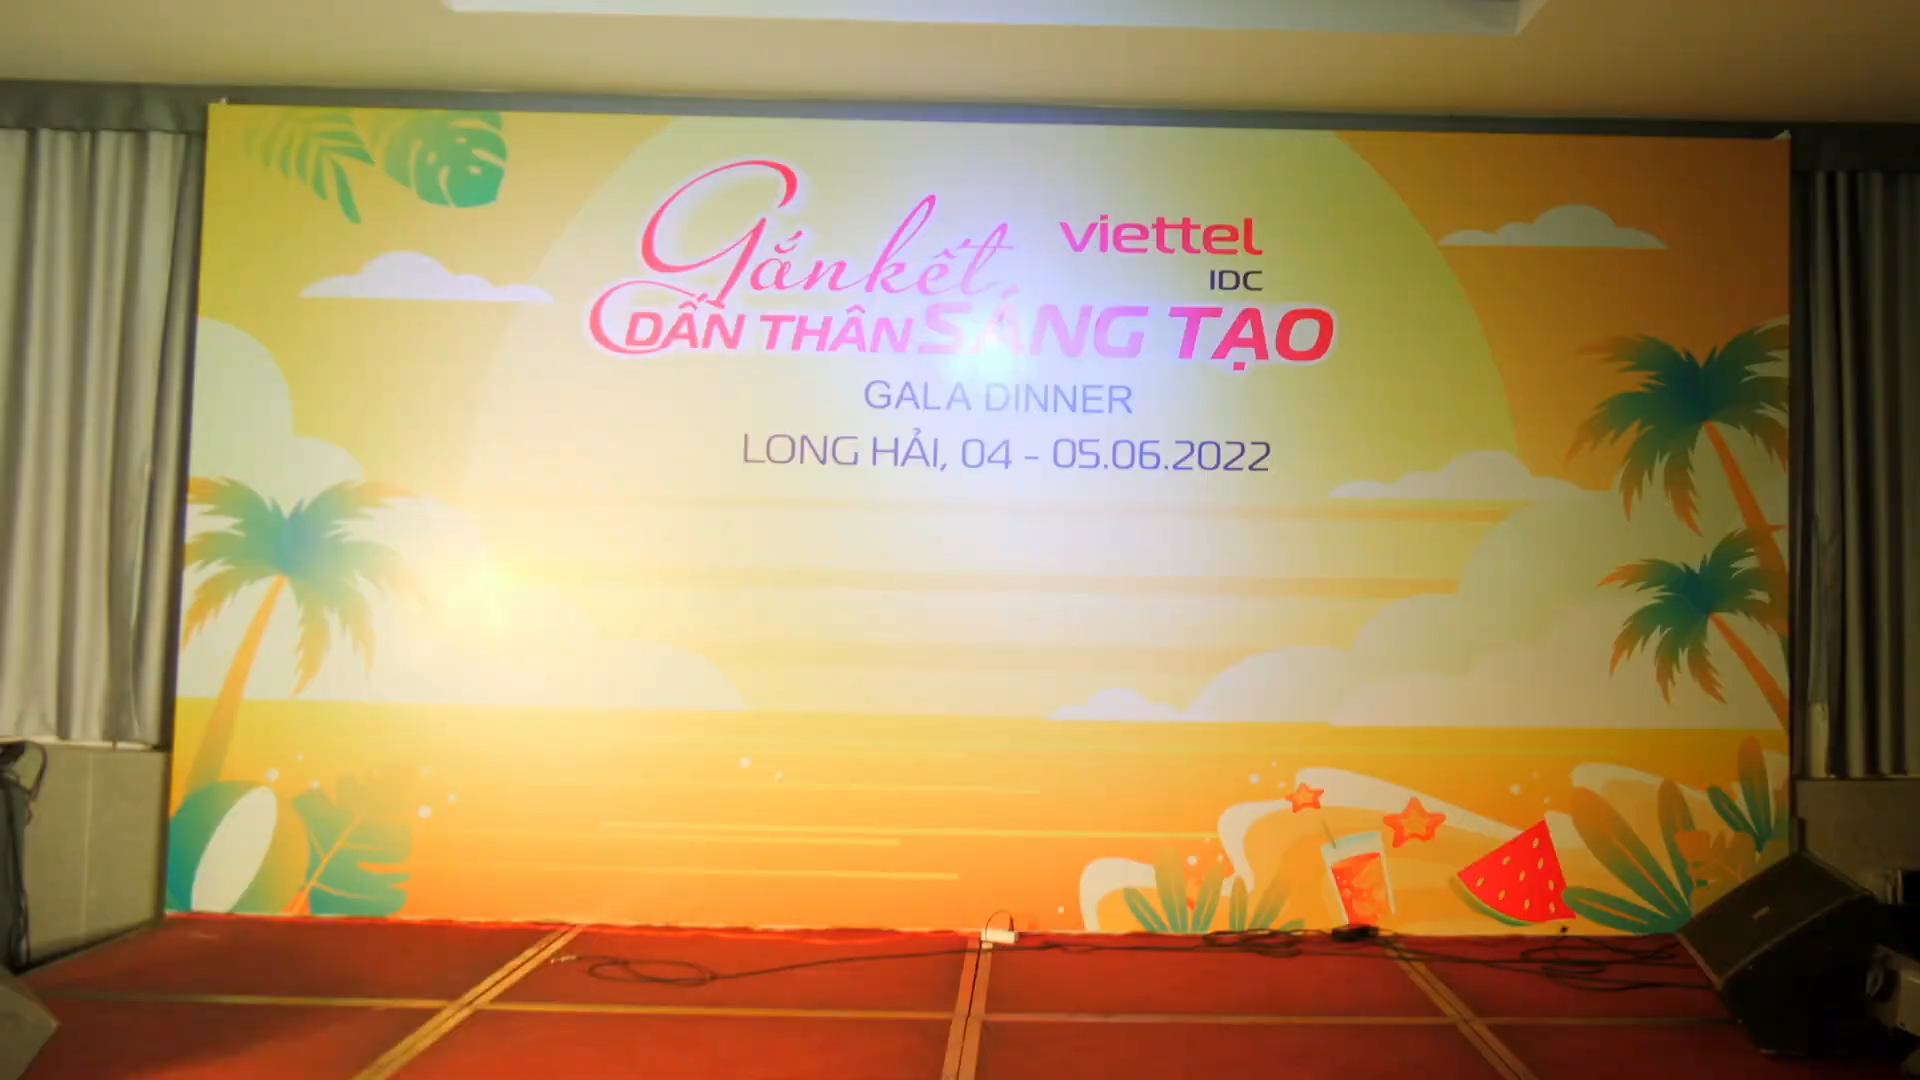 Gắn kết
viettel
IDC
DẤN THÂN SÁNG TẠO
GALA DINNER
LONG HẢI, 04 - 05.06.2022